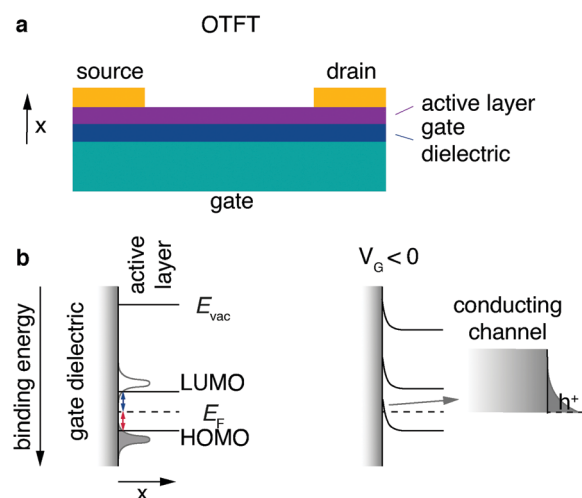 a
OTFT
source
drain
x
active layer
gate
dielectric
gate
b
binding energy
gate dielectric
active
layer
E_vac
LUMO
E_F
HOMO
x
V_G < 0
conducting
channel
h⁺